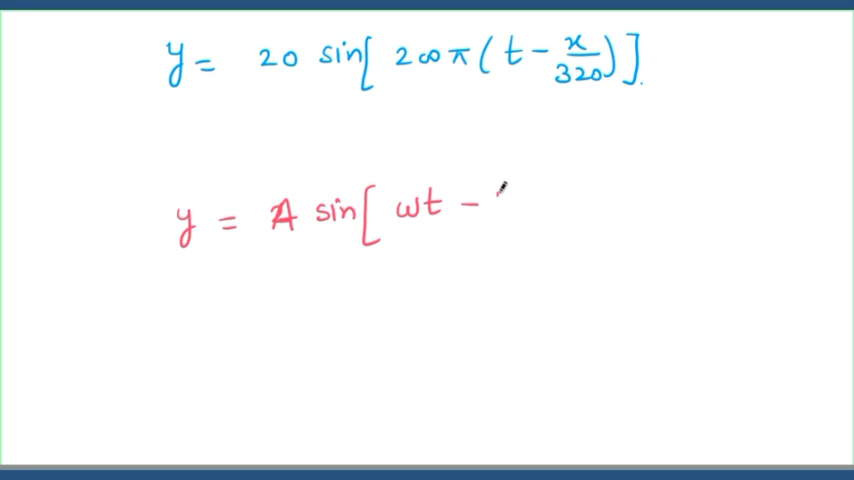 y = 20 sin[ 200π ( t − x/320 ) ].
y = A sin[ ωt −